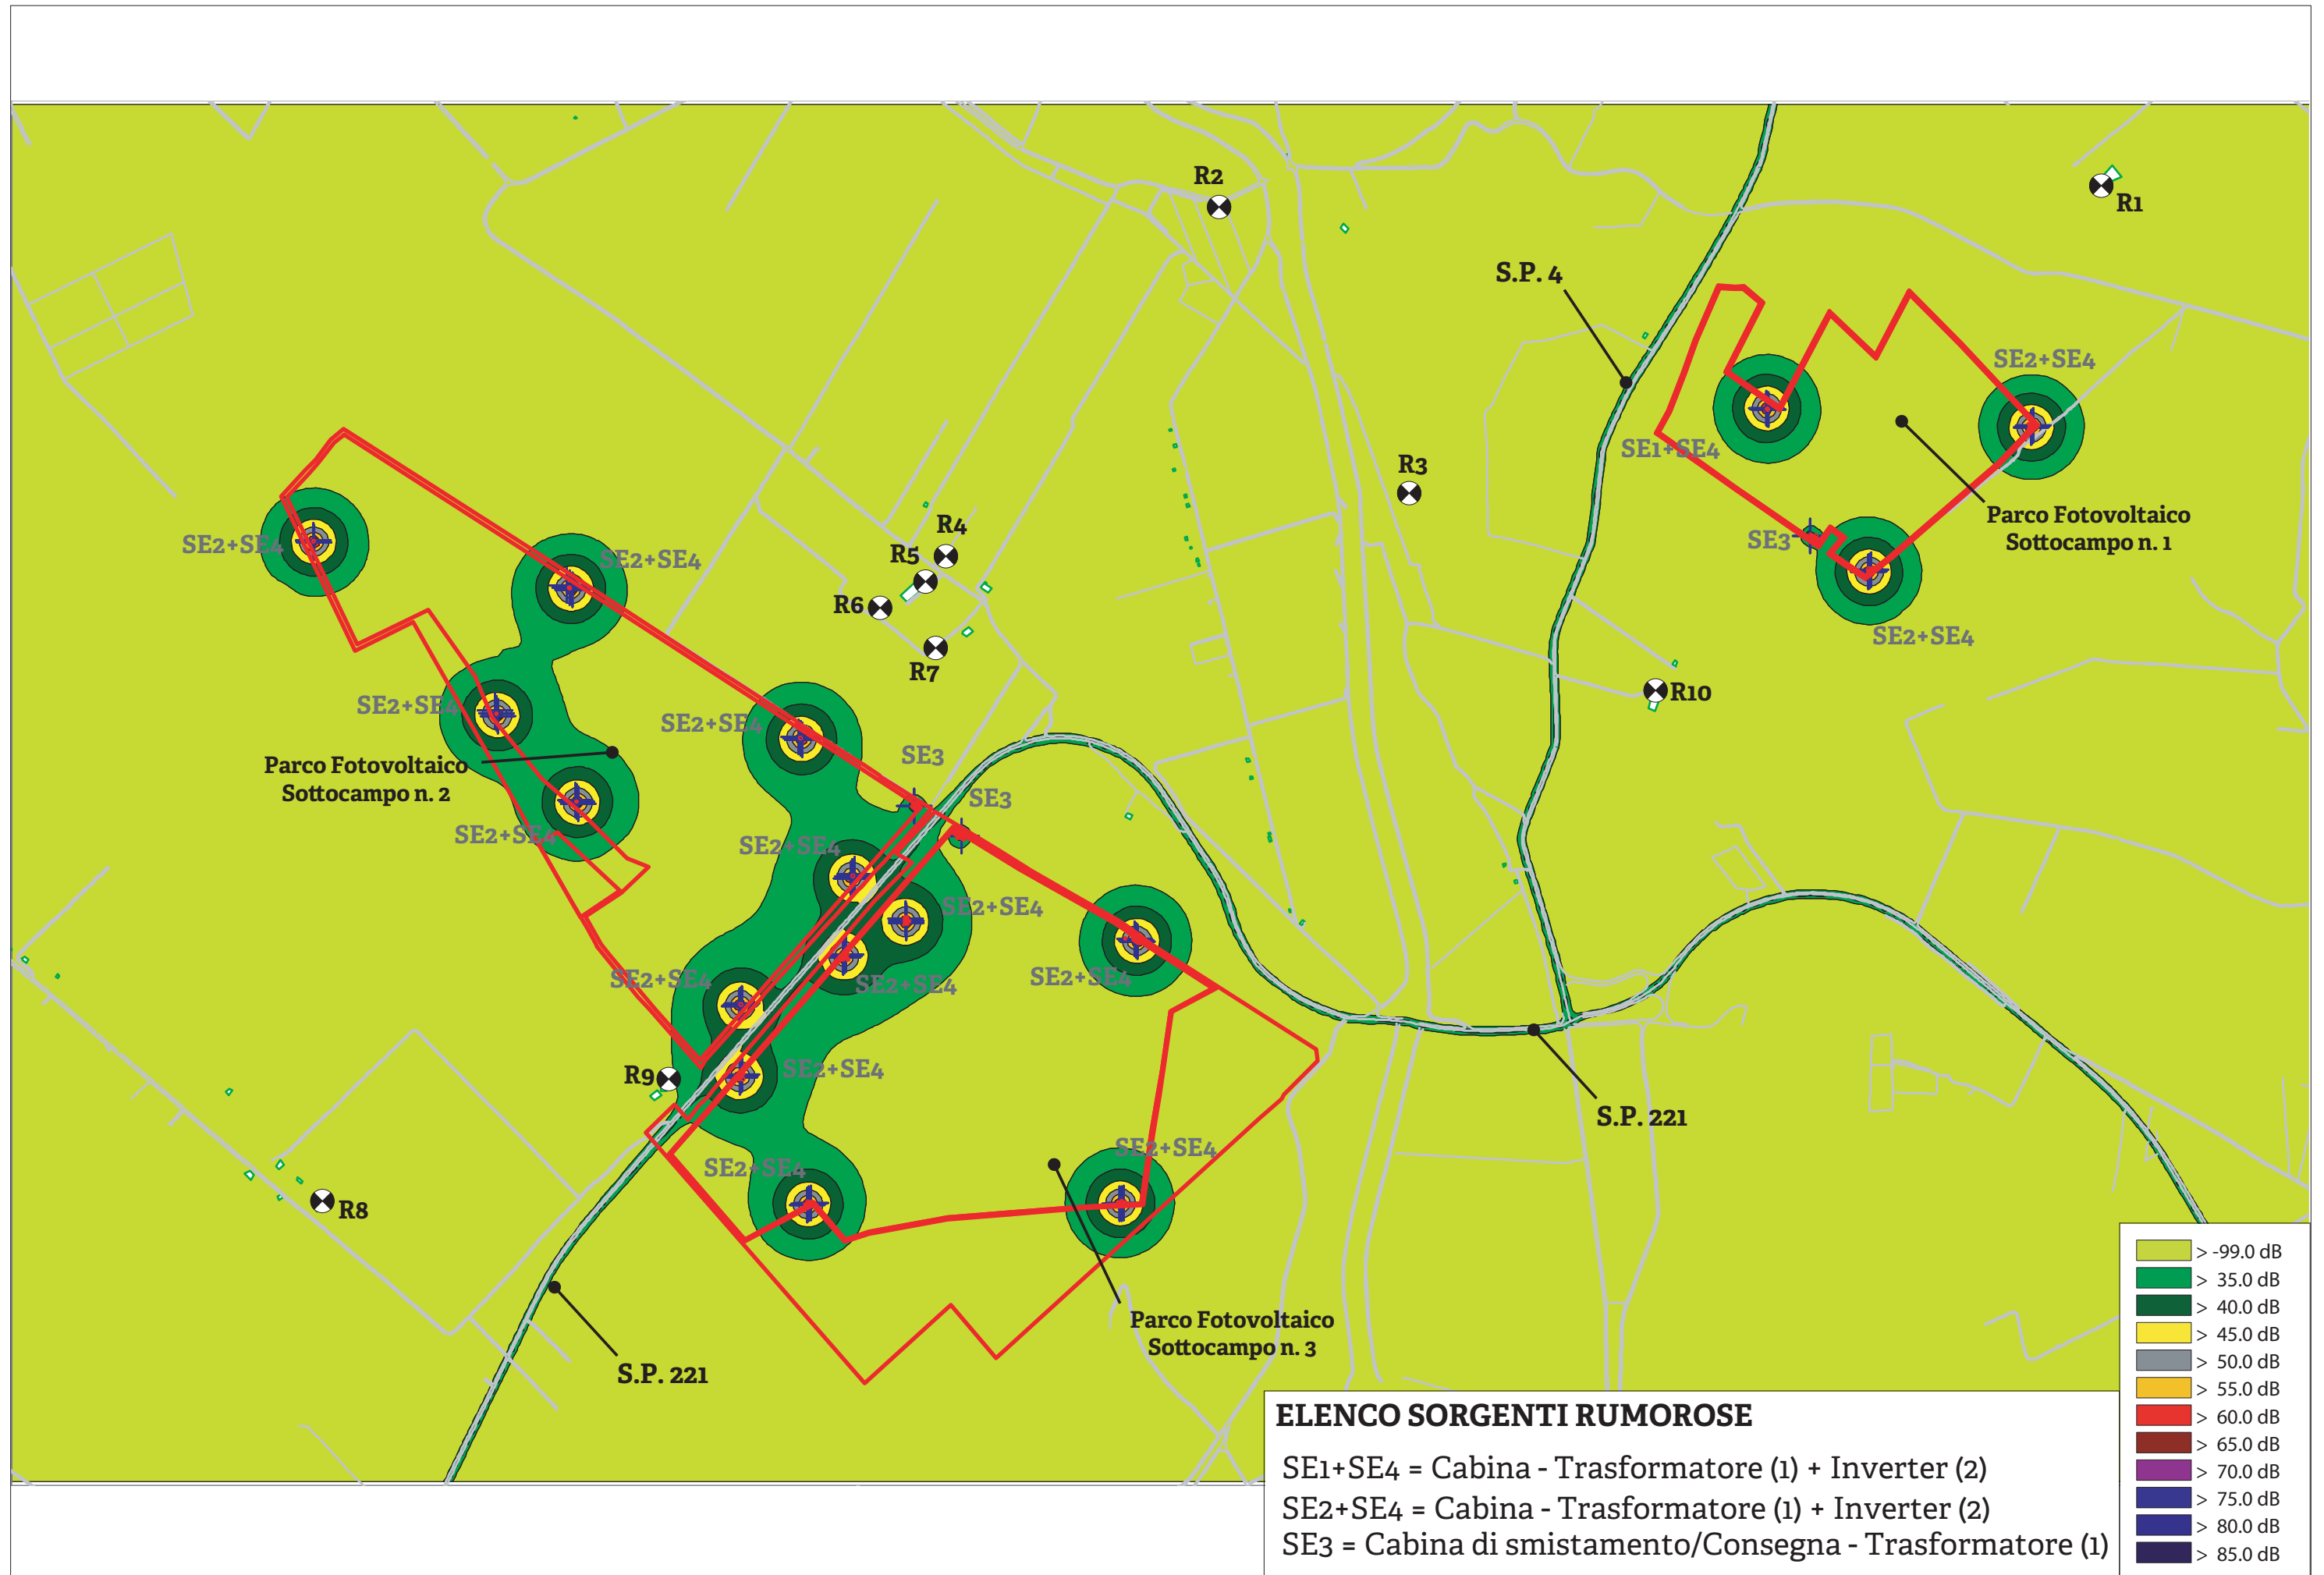 R2
R1
S.P. 4
SE2+SE4
SE1+SE4
R3
Parco Fotovoltaico
Sottocampo n. 1
SE3
R4
SE2+SE4
R5
SE2+SE4
R6
SE2+SE4
R7
R10
SE2+SE4
SE2+SE4
SE3
Parco Fotovoltaico
Sottocampo n. 2
SE3
SE2+SE4
SE2+SE4
SE2+SE4
SE2+SE4
SE2+SE4
SE2+SE4
R9
SE2+SE4
S.P. 221
SE2+SE4
SE2+SE4
R8
Parco Fotovoltaico
Sottocampo n. 3
S.P. 221
> -99.0 dB
> 35.0 dB
> 40.0 dB
> 45.0 dB
> 50.0 dB
> 55.0 dB
> 60.0 dB
> 65.0 dB
> 70.0 dB
> 75.0 dB
> 80.0 dB
> 85.0 dB
ELENCO SORGENTI RUMOROSE
SE1+SE4 = Cabina - Trasformatore (1) + Inverter (2)
SE2+SE4 = Cabina - Trasformatore (1) + Inverter (2)
SE3 = Cabina di smistamento/Consegna - Trasformatore (1)